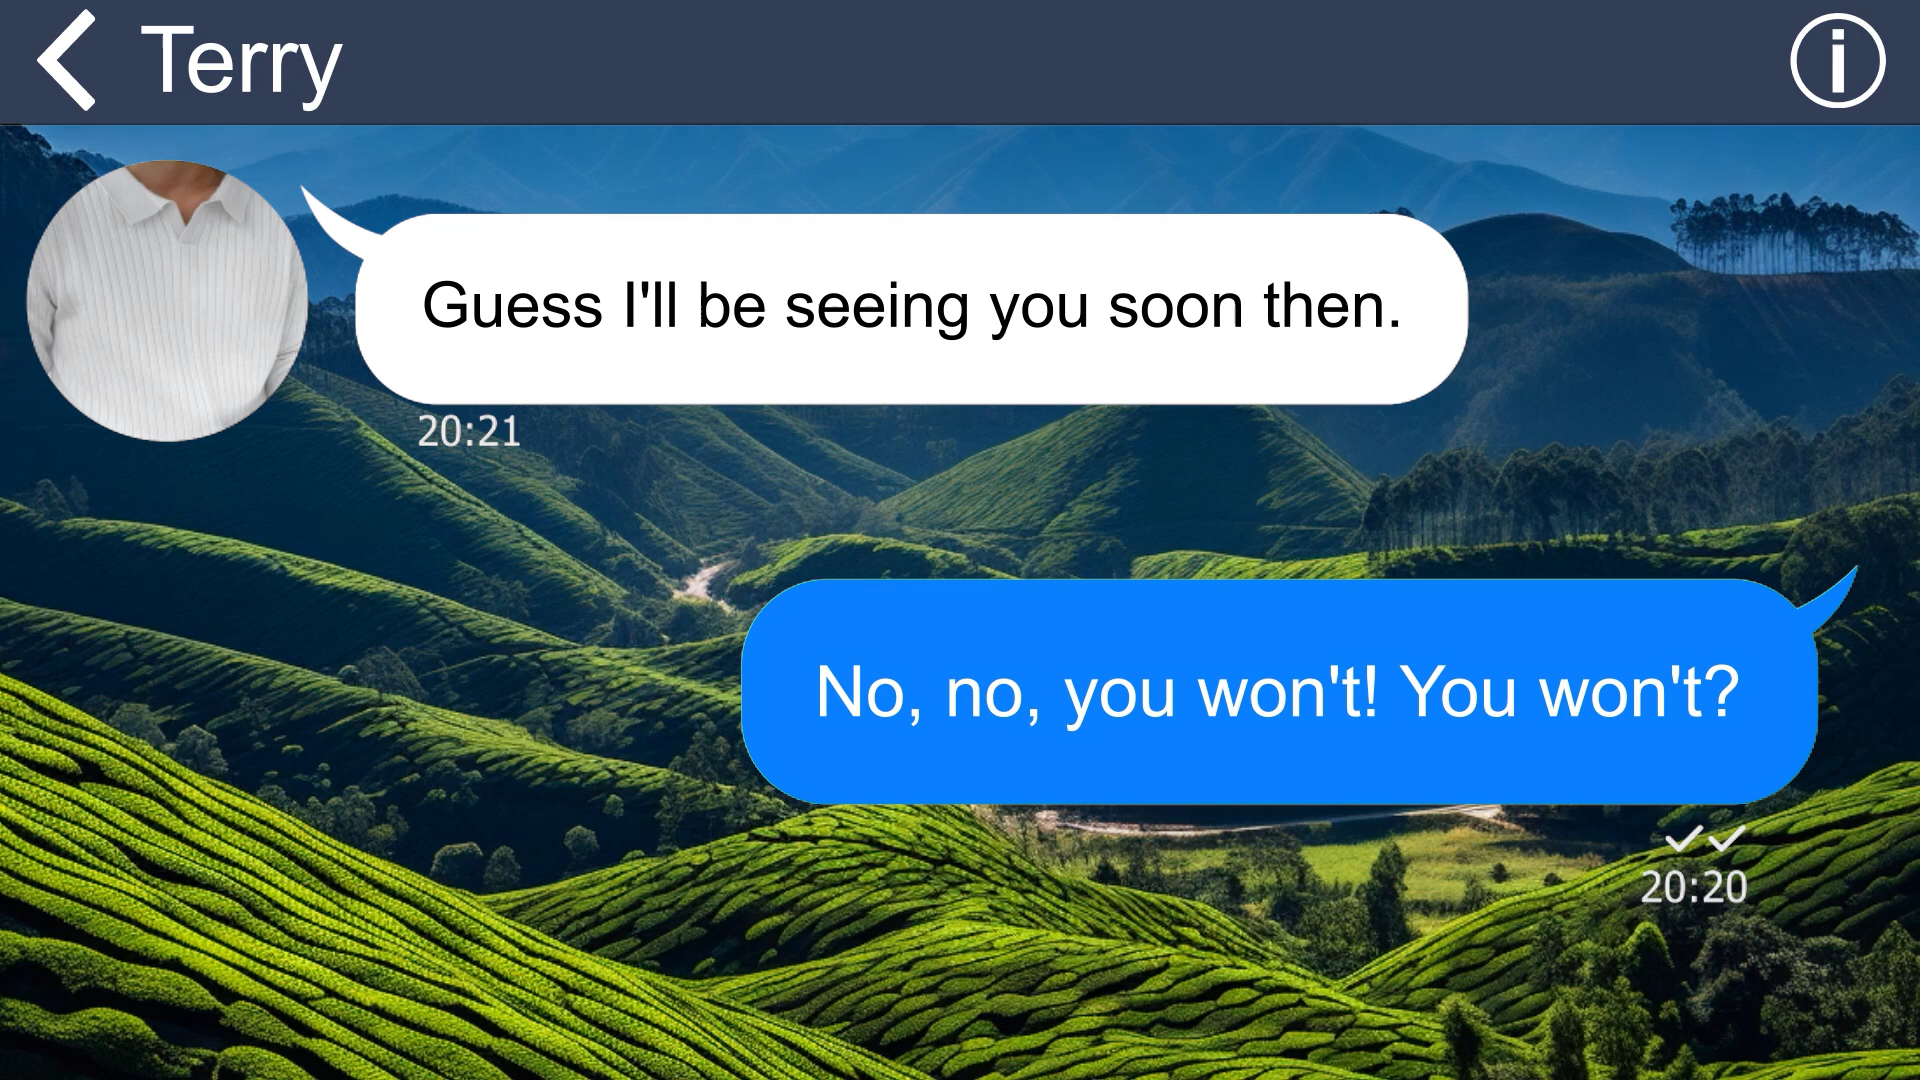 Terry
Guess I'll be seeing you soon then.
20:21
No, no, you won't! You won't?
20:20